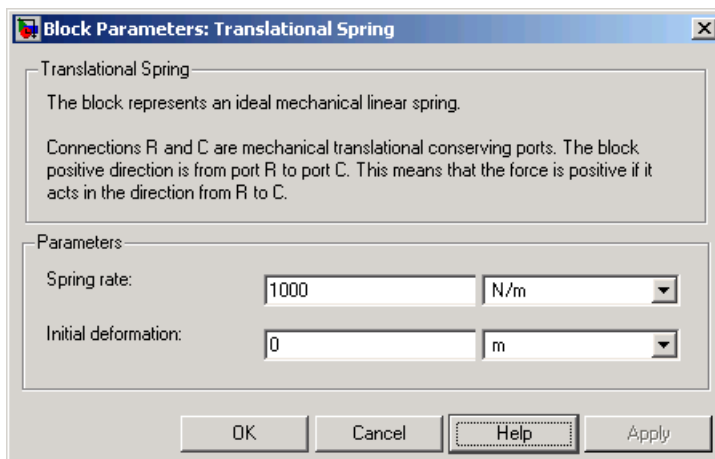 Block Parameters: Translational Spring
Translational Spring
The block represents an ideal mechanical linear spring.
Connections R and C are mechanical translational conserving ports. The block
positive direction is from port R to port C. This means that the force is positive if it
acts in the direction from R to C.
Parameters
Spring rate: 1000 N/m
Initial deformation: 0 m
OK Cancel Help Apply